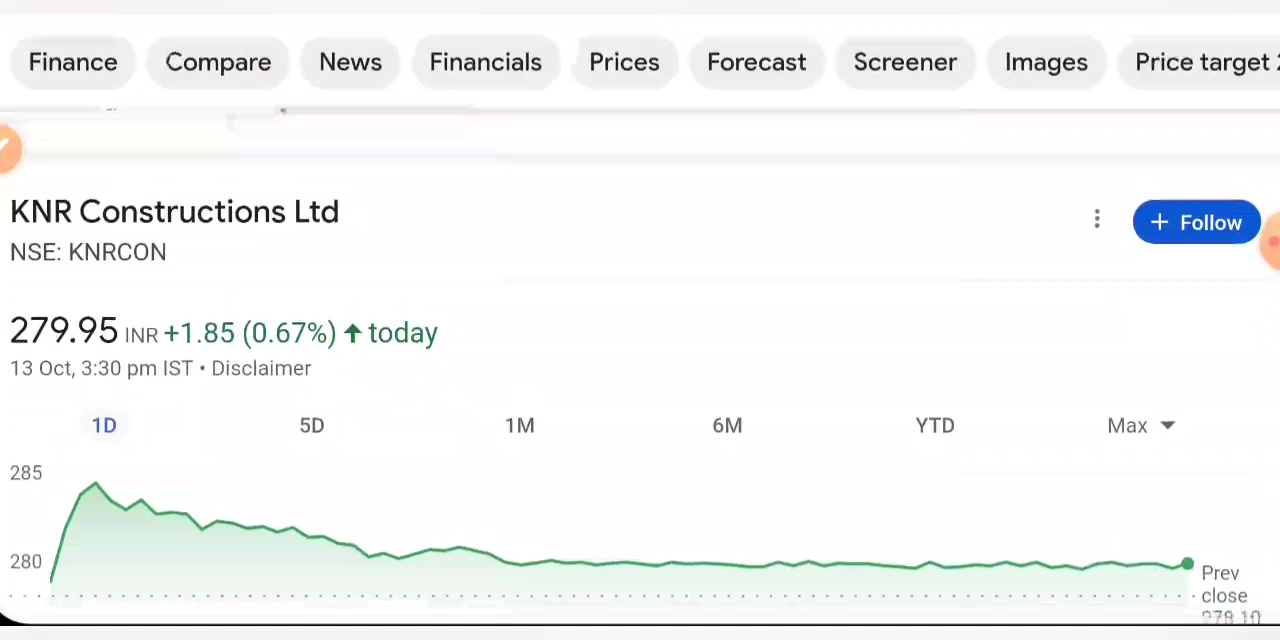 Finance Compare News Financials Prices Forecast Screener Images Price target
KNR Constructions Ltd
+ Follow
NSE: KNRCON
279.95 INR +1.85 (0.67%) ↑ today
13 Oct, 3:30 pm IST • Disclaimer
1D 5D 1M 6M YTD Max
285
280
Prev
close
278.10